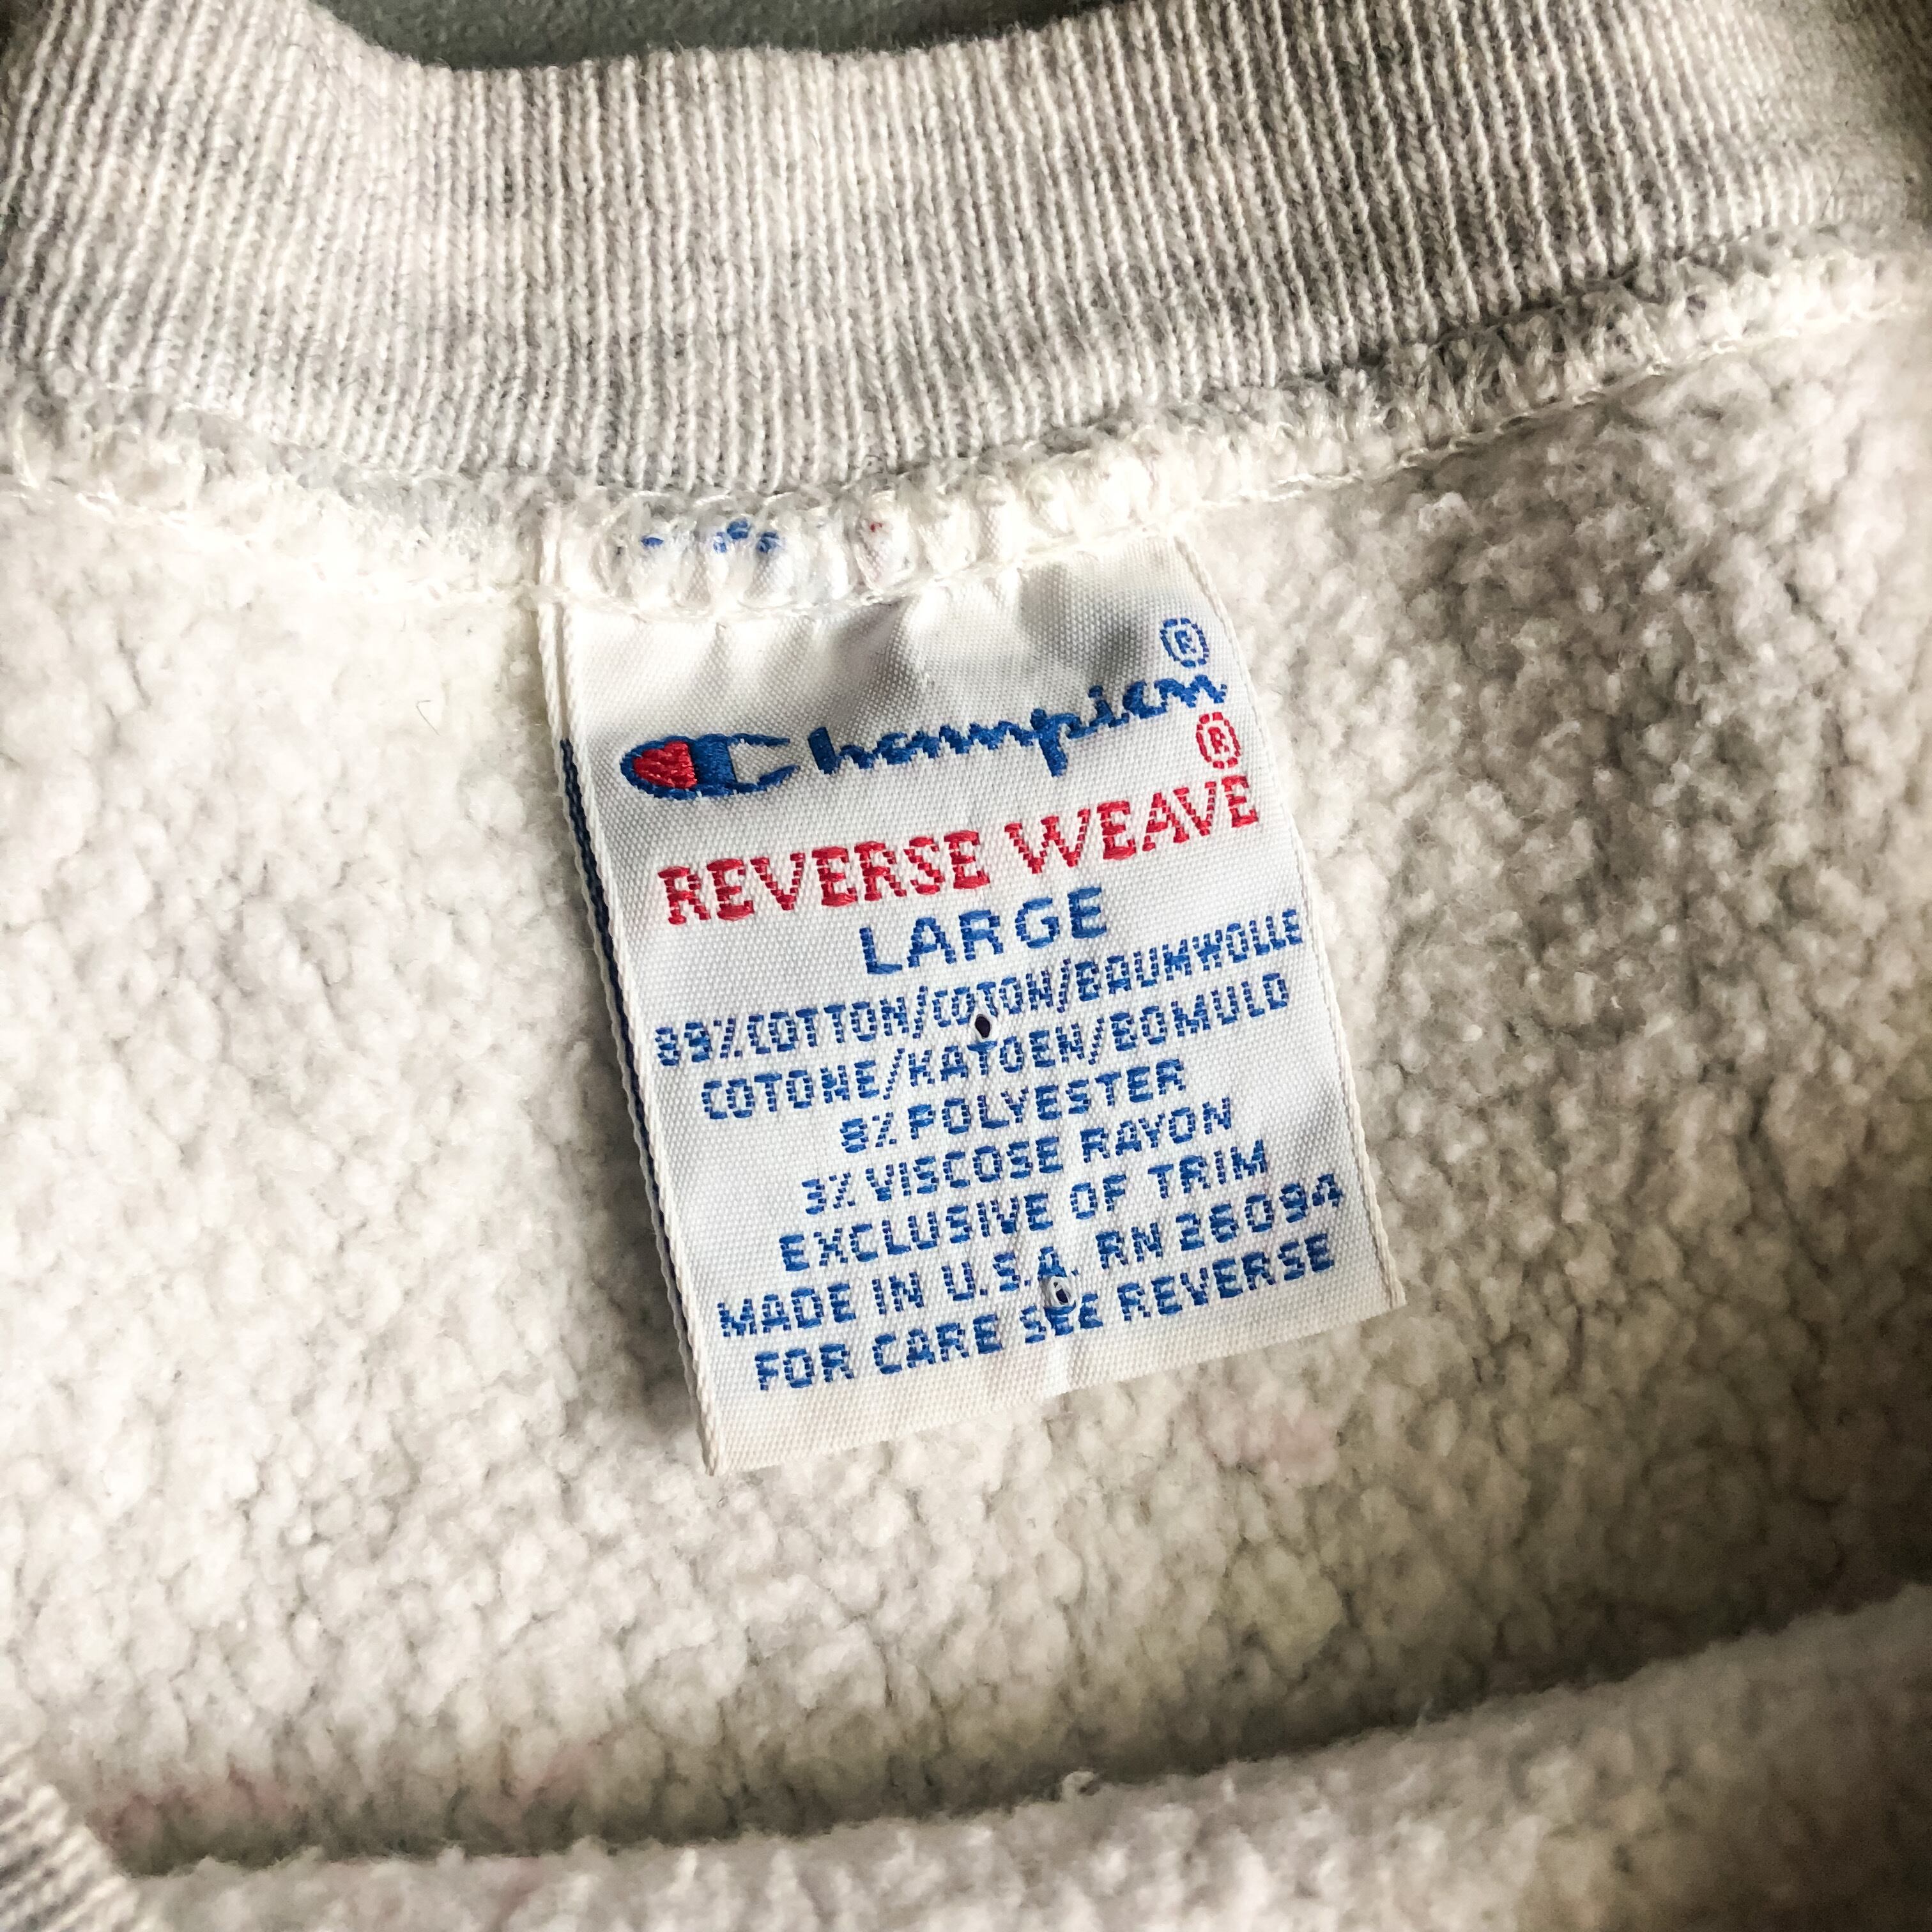 Champion®
REVERSE WEAVE®
LARGE
89% COTTON/COTON/BAUMWOLLE
COTONE/KATOEN/BOMULD
8% POLYESTER
3% VISCOSE RAYON
EXCLUSIVE OF TRIM
MADE IN U.S.A. RN 26094
FOR CARE SEE REVERSE